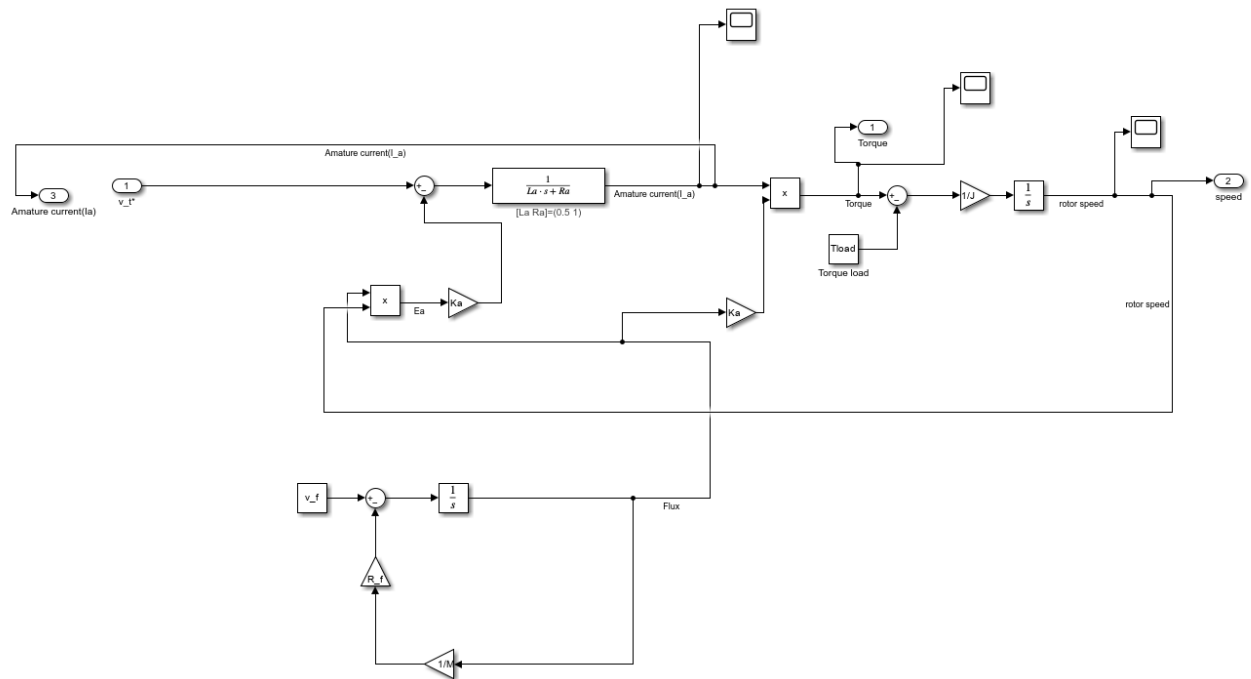 Amature current(I_a)
1
Torque
3
Amature current(Ia)
1
v_t*
+
_
1
La · s + Ra
[La Ra]=(0.5 1)
Amature current(I_a)
x
Torque
+
_
1/J
1
s
rotor speed
2
speed
Tload
Torque load
x
Ea
Ka
Ka
rotor speed
v_f
+
_
1
s
Flux
R_f
1/M